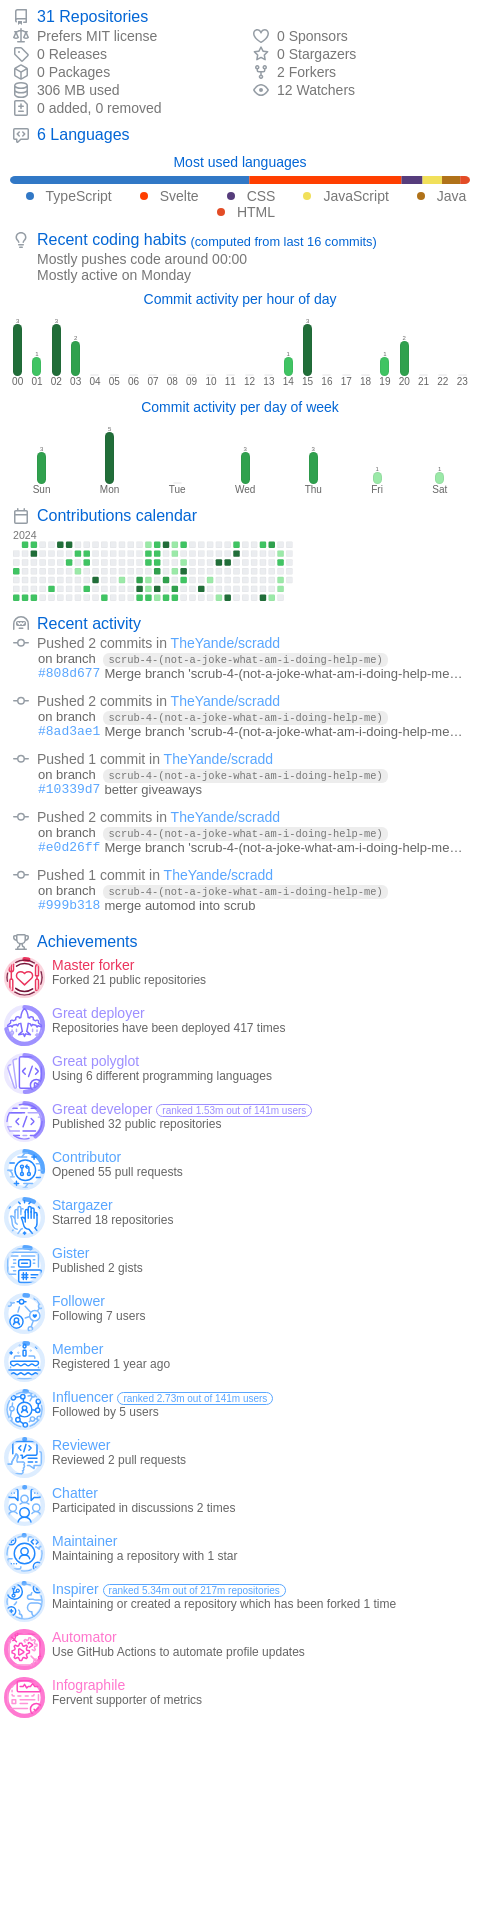 31 Repositories
Prefers MIT license
0 Sponsors
0 Releases
0 Stargazers
0 Packages
2 Forkers
306 MB used
12 Watchers
0 added, 0 removed
6 Languages
Most used languages
TypeScript Svelte CSS JavaScript Java
HTML
Recent coding habits (computed from last 16 commits)
Mostly pushes code around 00:00
Mostly active on Monday
Commit activity per hour of day
3 1 3 2 1 3 1 2
00 01 02 03 04 05 06 07 08 09 10 11 12 13 14 15 16 17 18 19 20 21 22 23
Commit activity per day of week
3 5 3 3 1 1
Sun Mon Tue Wed Thu Fri Sat
Contributions calendar
2024
Recent activity
Pushed 2 commits in TheYande/scradd
on branch scrub-4-(not-a-joke-what-am-i-doing-help-me)
#808d677 Merge branch 'scrub-4-(not-a-joke-what-am-i-doing-help-me…
Pushed 2 commits in TheYande/scradd
on branch scrub-4-(not-a-joke-what-am-i-doing-help-me)
#8ad3ae1 Merge branch 'scrub-4-(not-a-joke-what-am-i-doing-help-me…
Pushed 1 commit in TheYande/scradd
on branch scrub-4-(not-a-joke-what-am-i-doing-help-me)
#10339d7 better giveaways
Pushed 2 commits in TheYande/scradd
on branch scrub-4-(not-a-joke-what-am-i-doing-help-me)
#e0d26ff Merge branch 'scrub-4-(not-a-joke-what-am-i-doing-help-me…
Pushed 1 commit in TheYande/scradd
on branch scrub-4-(not-a-joke-what-am-i-doing-help-me)
#999b318 merge automod into scrub
Achievements
Master forker
Forked 21 public repositories
Great deployer
Repositories have been deployed 417 times
Great polyglot
Using 6 different programming languages
Great developer ranked 1.53m out of 141m users
Published 32 public repositories
Contributor
Opened 55 pull requests
Stargazer
Starred 18 repositories
Gister
Published 2 gists
Follower
Following 7 users
Member
Registered 1 year ago
Influencer ranked 2.73m out of 141m users
Followed by 5 users
Reviewer
Reviewed 2 pull requests
Chatter
Participated in discussions 2 times
Maintainer
Maintaining a repository with 1 star
Inspirer ranked 5.34m out of 217m repositories
Maintaining or created a repository which has been forked 1 time
Automator
Use GitHub Actions to automate profile updates
Infographile
Fervent supporter of metrics